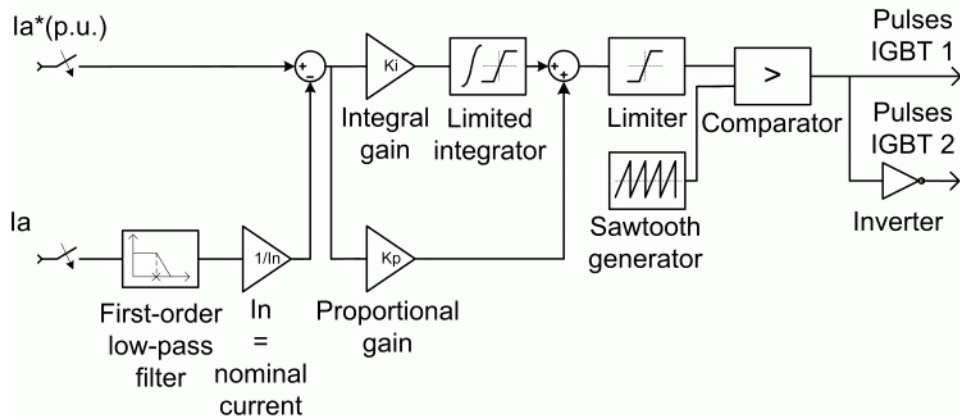 Ia*(p.u.)
Pulses
IGBT 1
+
−
Ki
+
+
>
Integral
gain
Limited
integrator
Limiter
Comparator
Pulses
IGBT 2
Ia
1/In
Kp
Sawtooth
generator
Inverter
First-order
low-pass
filter
In
=
nominal
current
Proportional
gain